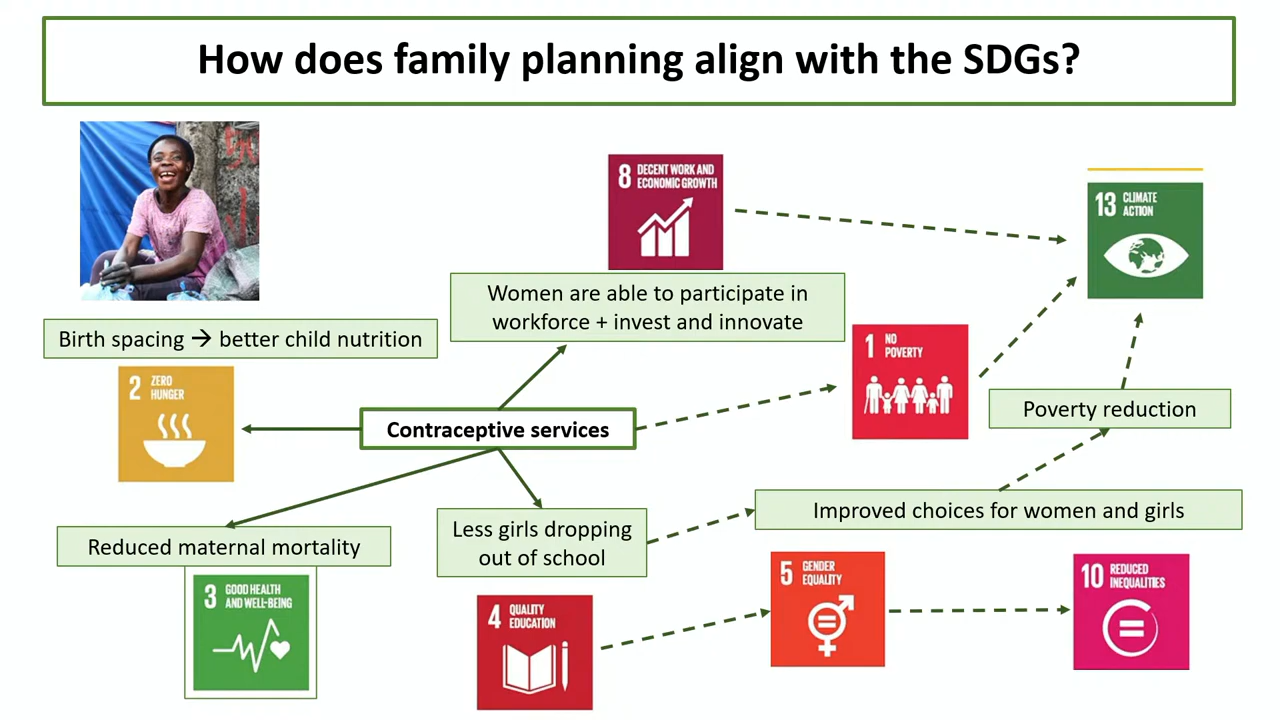 How does family planning align with the SDGs?
8 DECENT WORK AND
ECONOMIC GROWTH
13 CLIMATE
ACTION
Women are able to participate in
workforce + invest and innovate
Birth spacing → better child nutrition
1 NO
POVERTY
2 ZERO
HUNGER
Poverty reduction
Contraceptive services
Improved choices for women and girls
Less girls dropping
out of school
Reduced maternal mortality
3 GOOD HEALTH
AND WELL-BEING
4 QUALITY
EDUCATION
5 GENDER
EQUALITY
10 REDUCED
INEQUALITIES